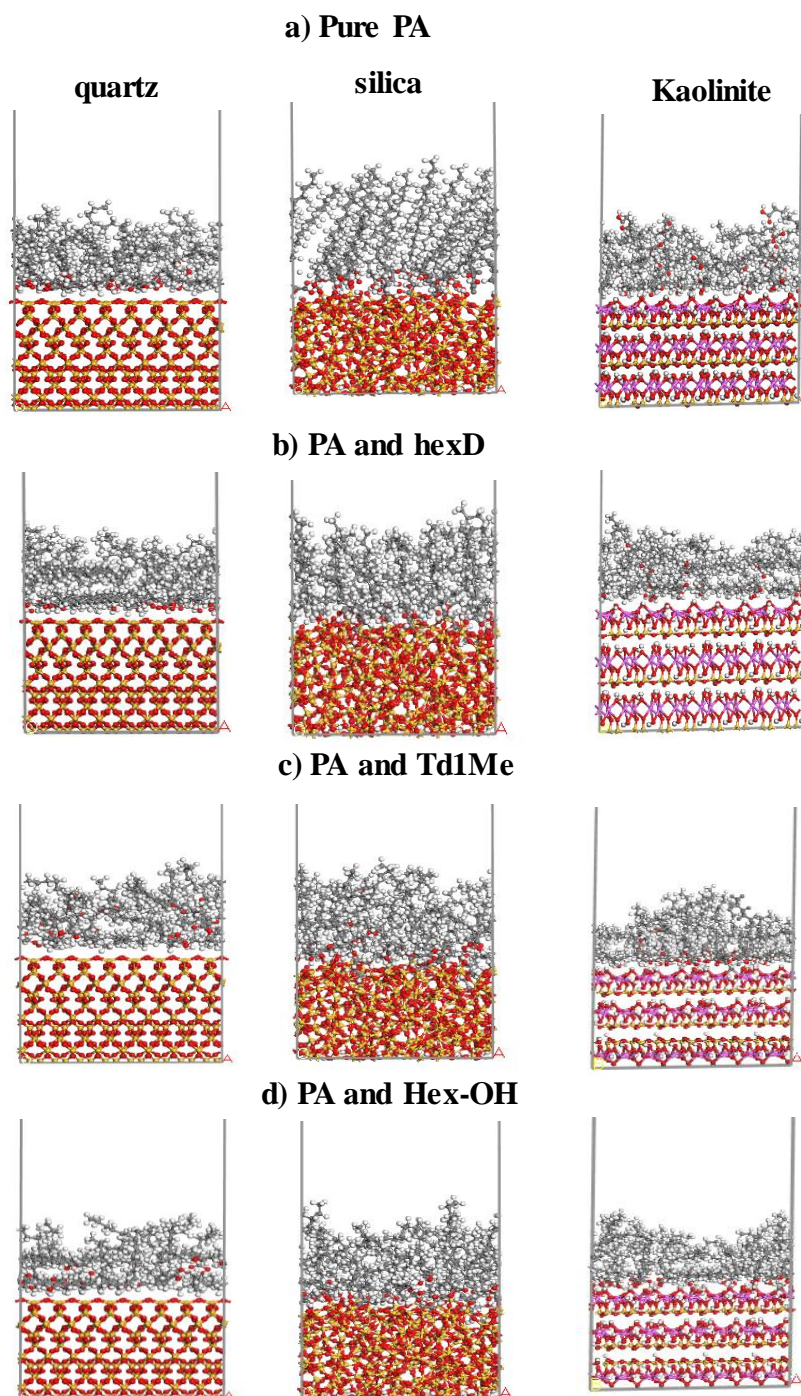 a) Pure PA
quartz silica Kaolinite
b) PA and hexD
c) PA and Td1Me
d) PA and Hex-OH